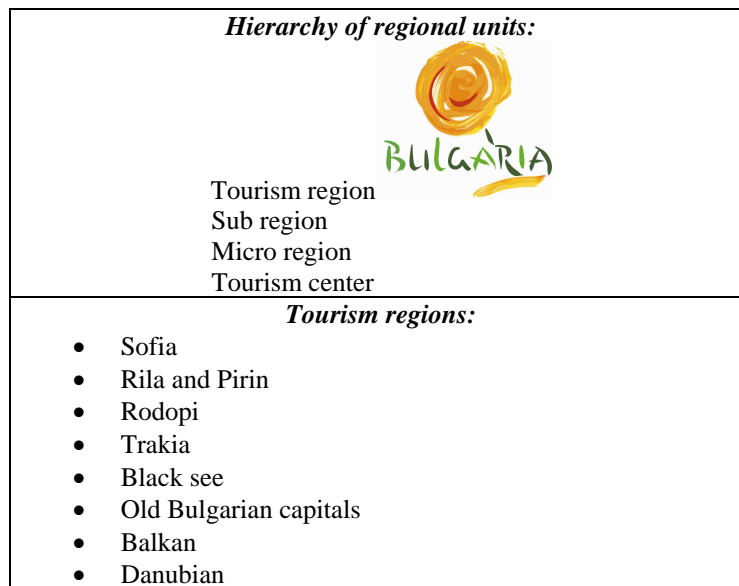 Hierarchy of regional units:
BULGARIA
Tourism region
Sub region
Micro region
Tourism center
Tourism regions:
• Sofia
• Rila and Pirin
• Rodopi
• Trakia
• Black see
• Old Bulgarian capitals
• Balkan
• Danubian